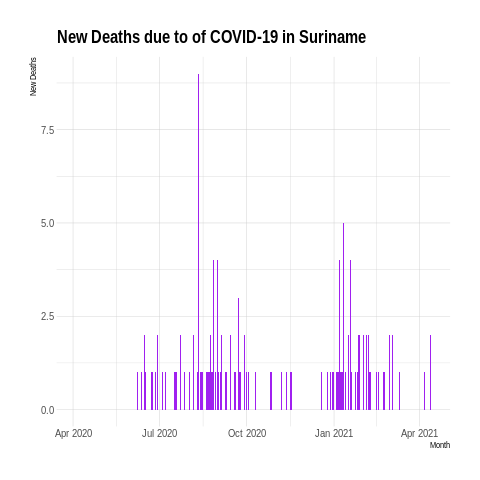 New Deaths due to of COVID-19 in Suriname
New Deaths
7.5
5.0
2.5
0.0
Apr 2020 Jul 2020 Oct 2020 Jan 2021 Apr 2021
Month